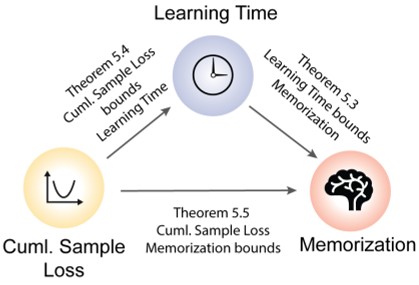 Learning Time
Theorem 5.4
Cuml. Sample Loss
bounds
Learning Time
Theorem 5.3
Learning Time bounds
Memorization
Theorem 5.5
Cuml. Sample Loss
Memorization bounds
Cuml. Sample
Loss
Memorization